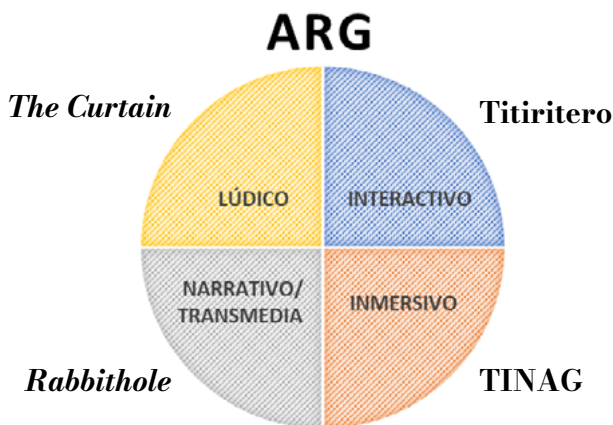 ARG
The Curtain
Titiritero
LÚDICO
INTERACTIVO
NARRATIVO/
TRANSMEDIA
INMERSIVO
Rabbithole
TINAG